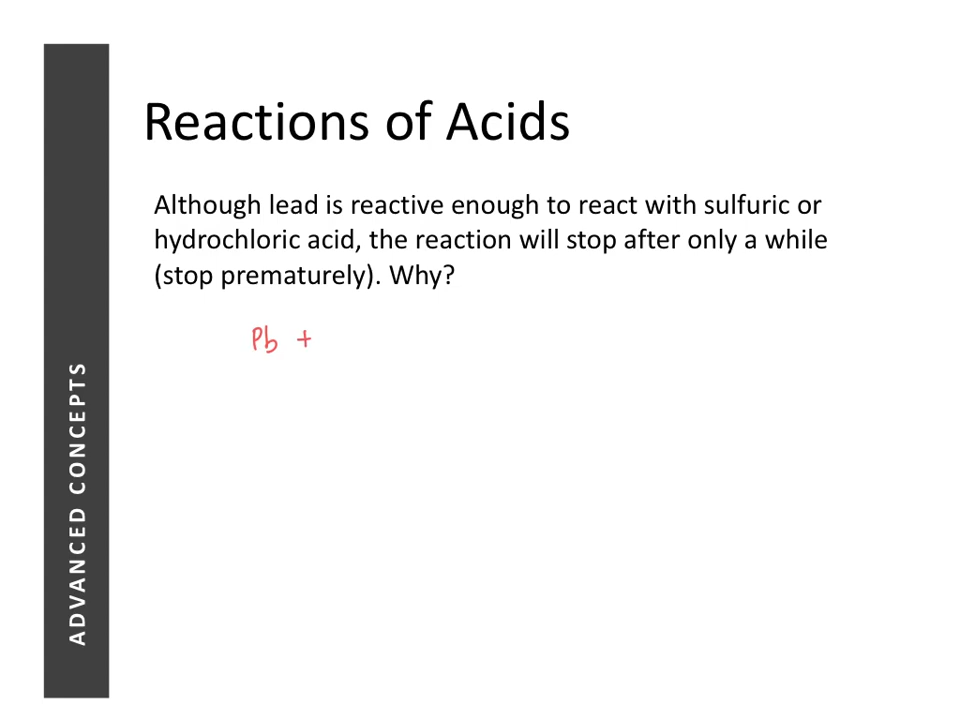 Reactions of Acids
Although lead is reactive enough to react with sulfuric or
hydrochloric acid, the reaction will stop after only a while
(stop prematurely). Why?
Pb +
ADVANCED CONCEPTS